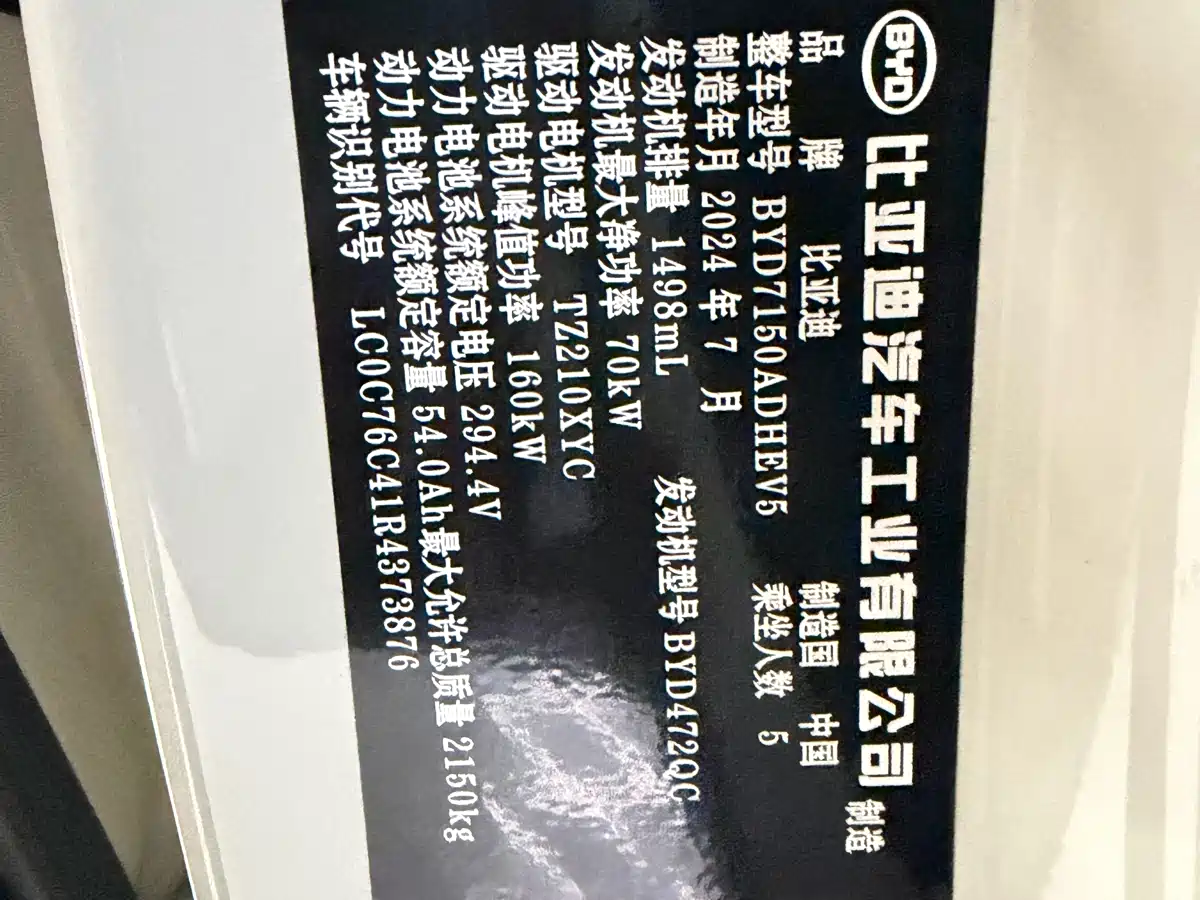 BYD 比亚迪汽车工业有限公司 制造
品 牌 比亚迪 制造国 中国
整车型号 BYD7150ADHEV5 乘坐人数 5
制造年月 2024 年 7 月
发动机排量 1498mL 发动机型号 BYD472QC
发动机最大净功率 70kW
驱动电机型号 TZ210XYC
驱动电机峰值功率 160kW
动力电池系统额定电压 294.4V
动力电池系统额定容量 54.0Ah 最大允许总质量 2150kg
车辆识别代号 LC0C76C41R4373876